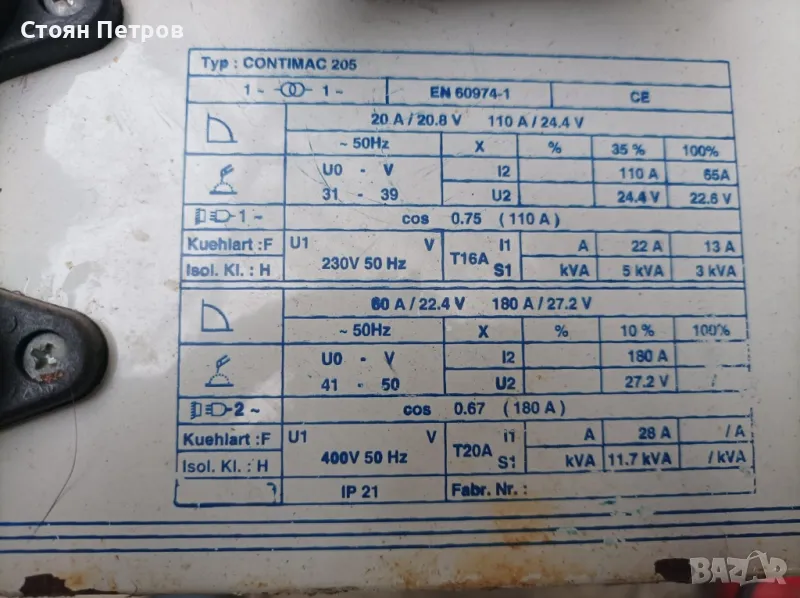 Стоян Петров
Typ : CONTIMAC 205
1 ~ 1 ~ EN 60974-1 CE
20 A / 20.8 V 110 A / 24.4 V
~ 50Hz X % 35 % 100%
U0 - V I2 110 A 65A
31 - 39 U2 24.4 V 22.6 V
1 ~ cos 0.75 (110 A)
Kuehlart : F U1 V T16A I1 A 22 A 13 A
Isol. Kl. : H 230V 50 Hz S1 kVA 5 kVA 3 kVA
60 A / 22.4 V 180 A / 27.2 V
~ 50Hz X % 10 % 100%
U0 - V I2 180 A /
41 - 50 U2 27.2 V /
2 ~ cos 0.67 (180 A)
Kuehlart : F U1 V T20A I1 A 28 A / A
Isol. Kl. : H 400V 50 Hz S1 kVA 11.7 kVA / kVA
IP 21 Fabr. Nr. :
BAZAR